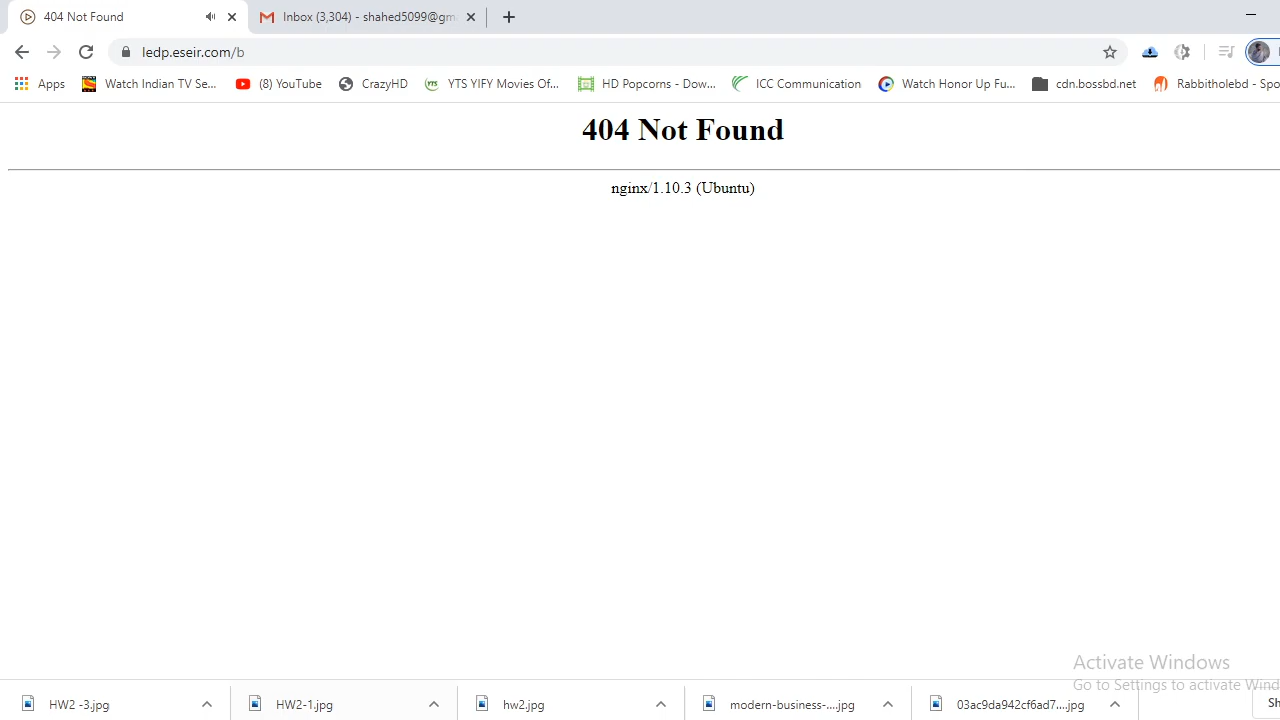 404 Not Found
Inbox (3,304) - shahed5099@gm
ledp.eseir.com/b
Apps
Watch Indian TV Se...
(8) YouTube
CrazyHD
YTS YIFY Movies Of...
HD Popcorns - Dow...
ICC Communication
Watch Honor Up Fu...
cdn.bossbd.net
Rabbitholebd - Spo
404 Not Found
nginx/1.10.3 (Ubuntu)
Activate Windows
Go to Settings to activate Wind
HW2 -3.jpg
HW2-1.jpg
hw2.jpg
modern-business-....jpg
03ac9da942cf6ad7....jpg
Sh